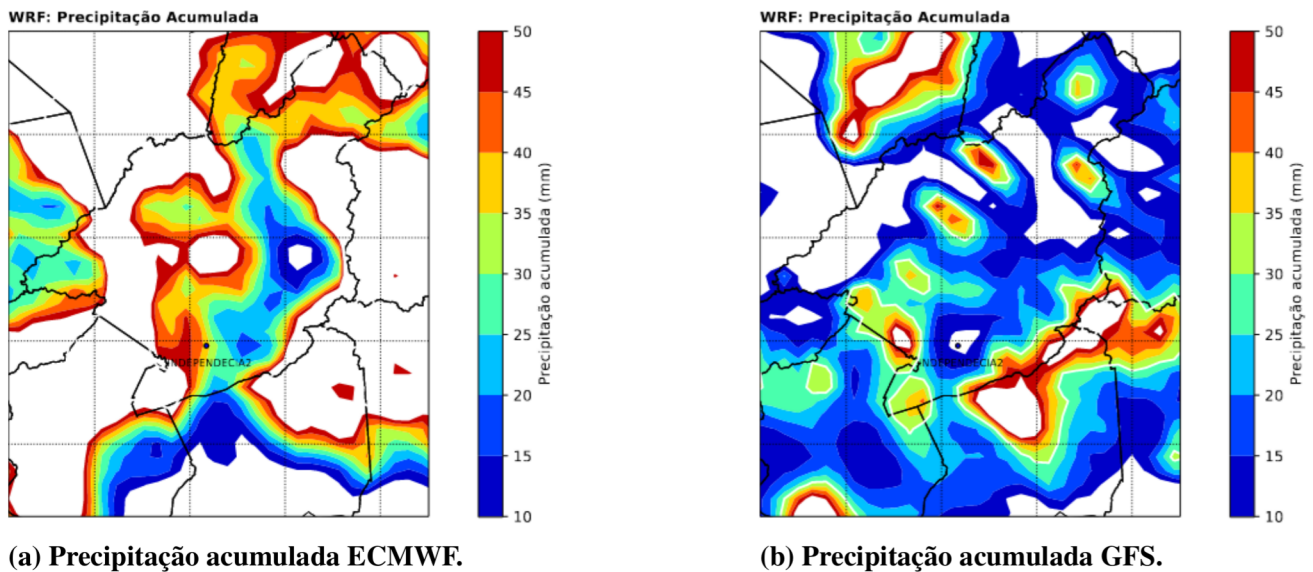 WRF: Precipitação Acumulada
50
45
40
35
30
25
20
15
10
Precipitação acumulada (mm)
INDEPENDECIA2
(a) Precipitação acumulada ECMWF.
WRF: Precipitação Acumulada
50
45
40
35
30
25
20
15
10
Precipitação acumulada (mm)
INDEPENDECIA2
(b) Precipitação acumulada GFS.